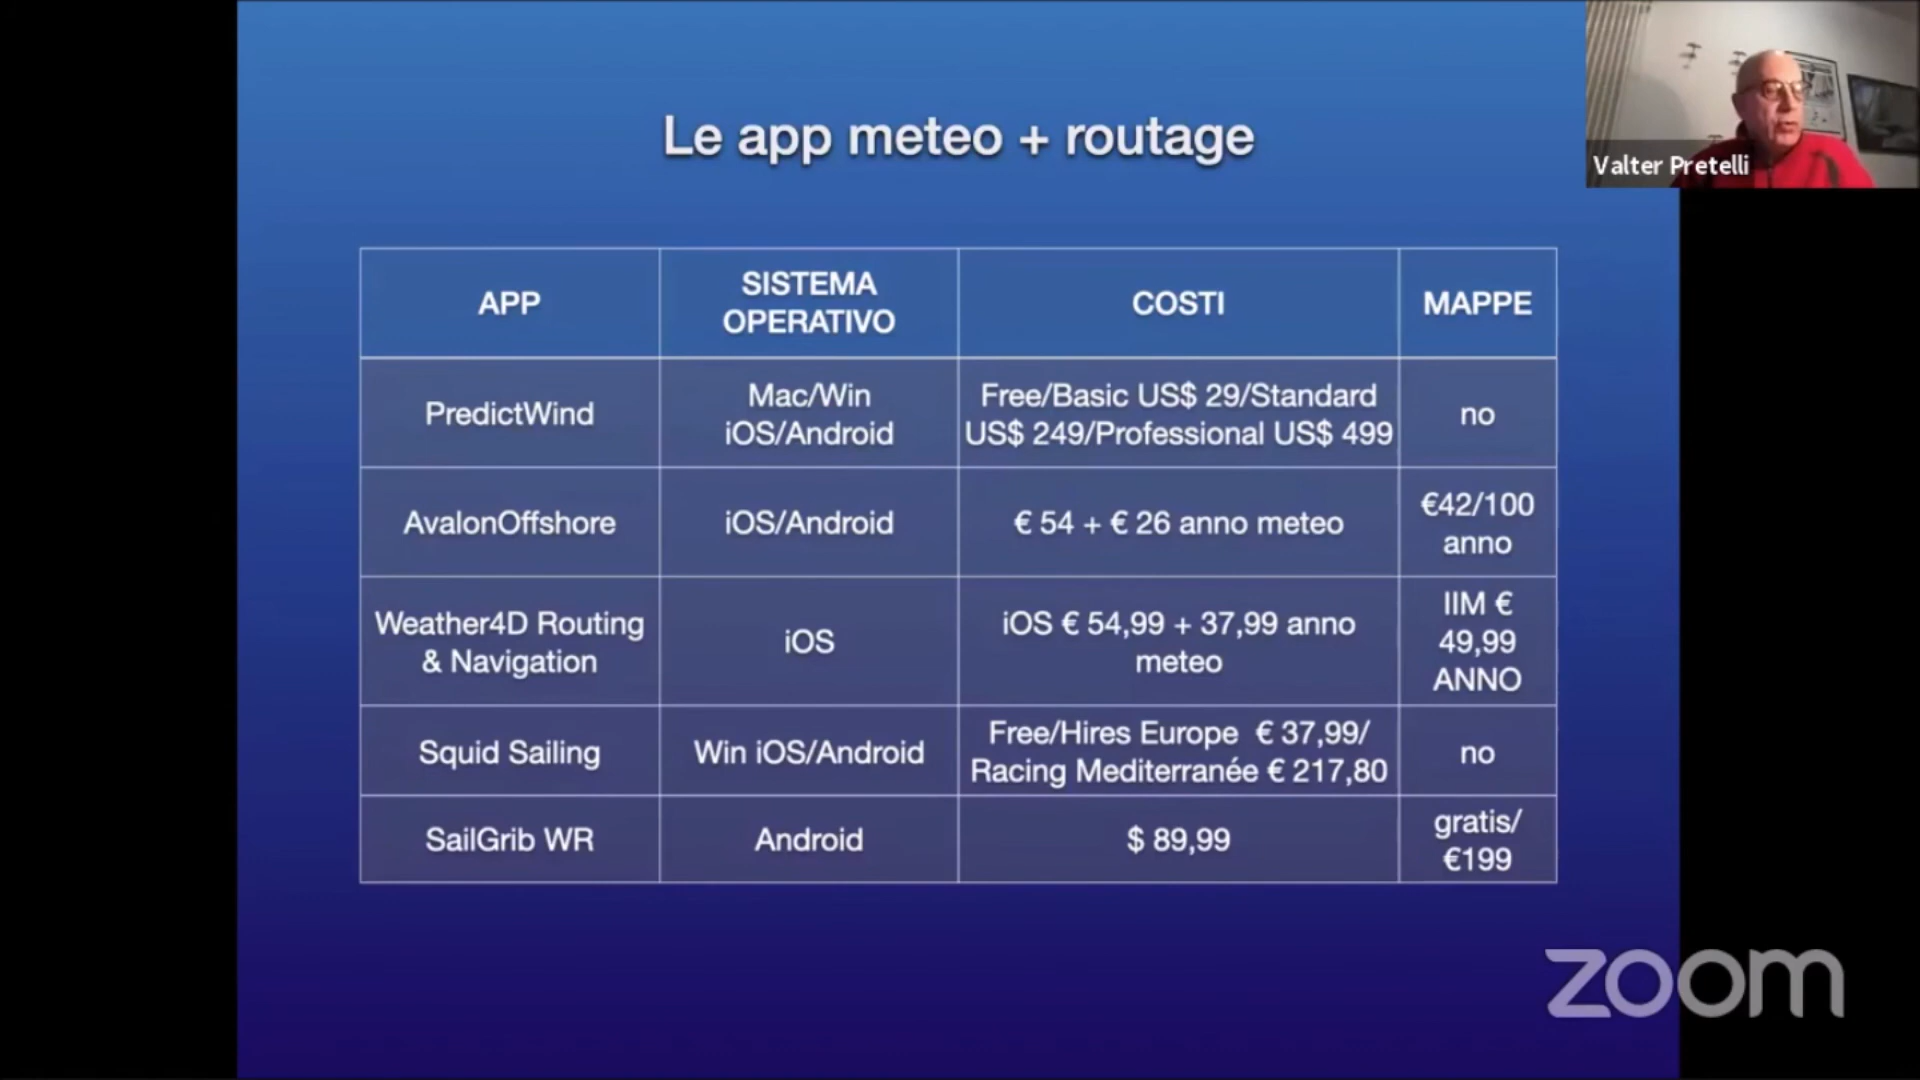 Le app meteo + routage
Valter Pretelli
APP
SISTEMA
OPERATIVO
COSTI
MAPPE
PredictWind
Mac/Win
iOS/Android
Free/Basic US$ 29/Standard
US$ 249/Professional US$ 499
no
AvalonOffshore
iOS/Android
€ 54 + € 26 anno meteo
€42/100
anno
Weather4D Routing
& Navigation
iOS
iOS € 54,99 + 37,99 anno
meteo
IIM €
49,99
ANNO
Squid Sailing
Win iOS/Android
Free/Hires Europe € 37,99/
Racing Mediterranée € 217,80
no
SailGrib WR
Android
$ 89,99
gratis/
€199
zoom